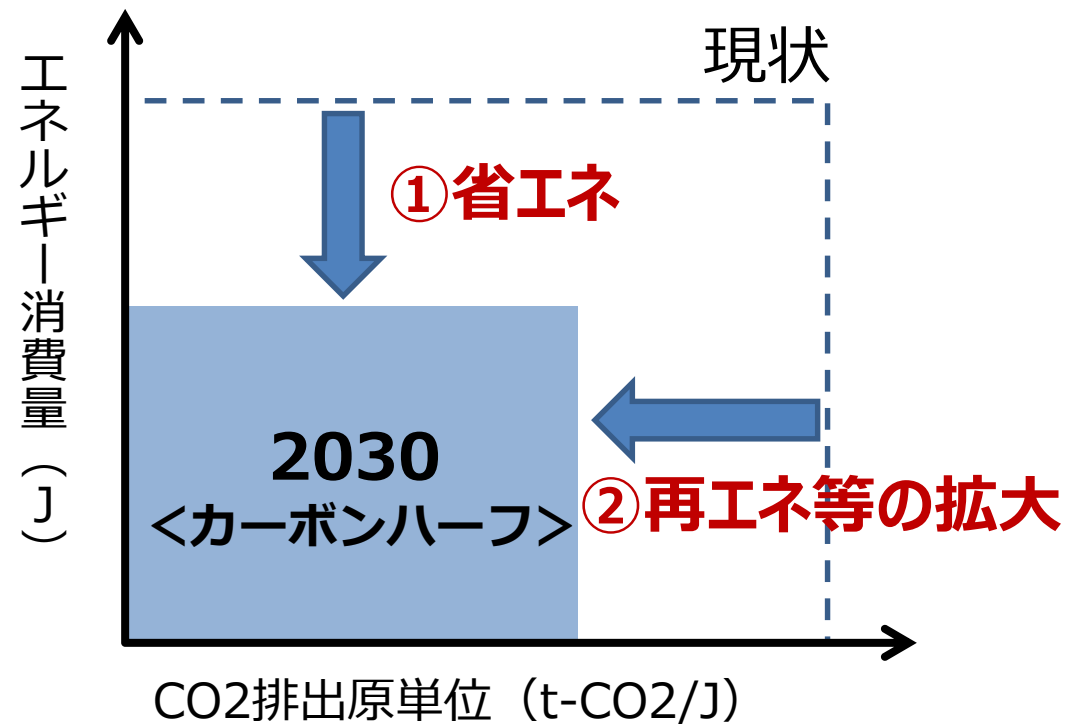 エネルギー消費量（J）
現状
①省エネ
2030
＜カーボンハーフ＞
②再エネ等の拡大
CO2排出原単位（t-CO2/J）